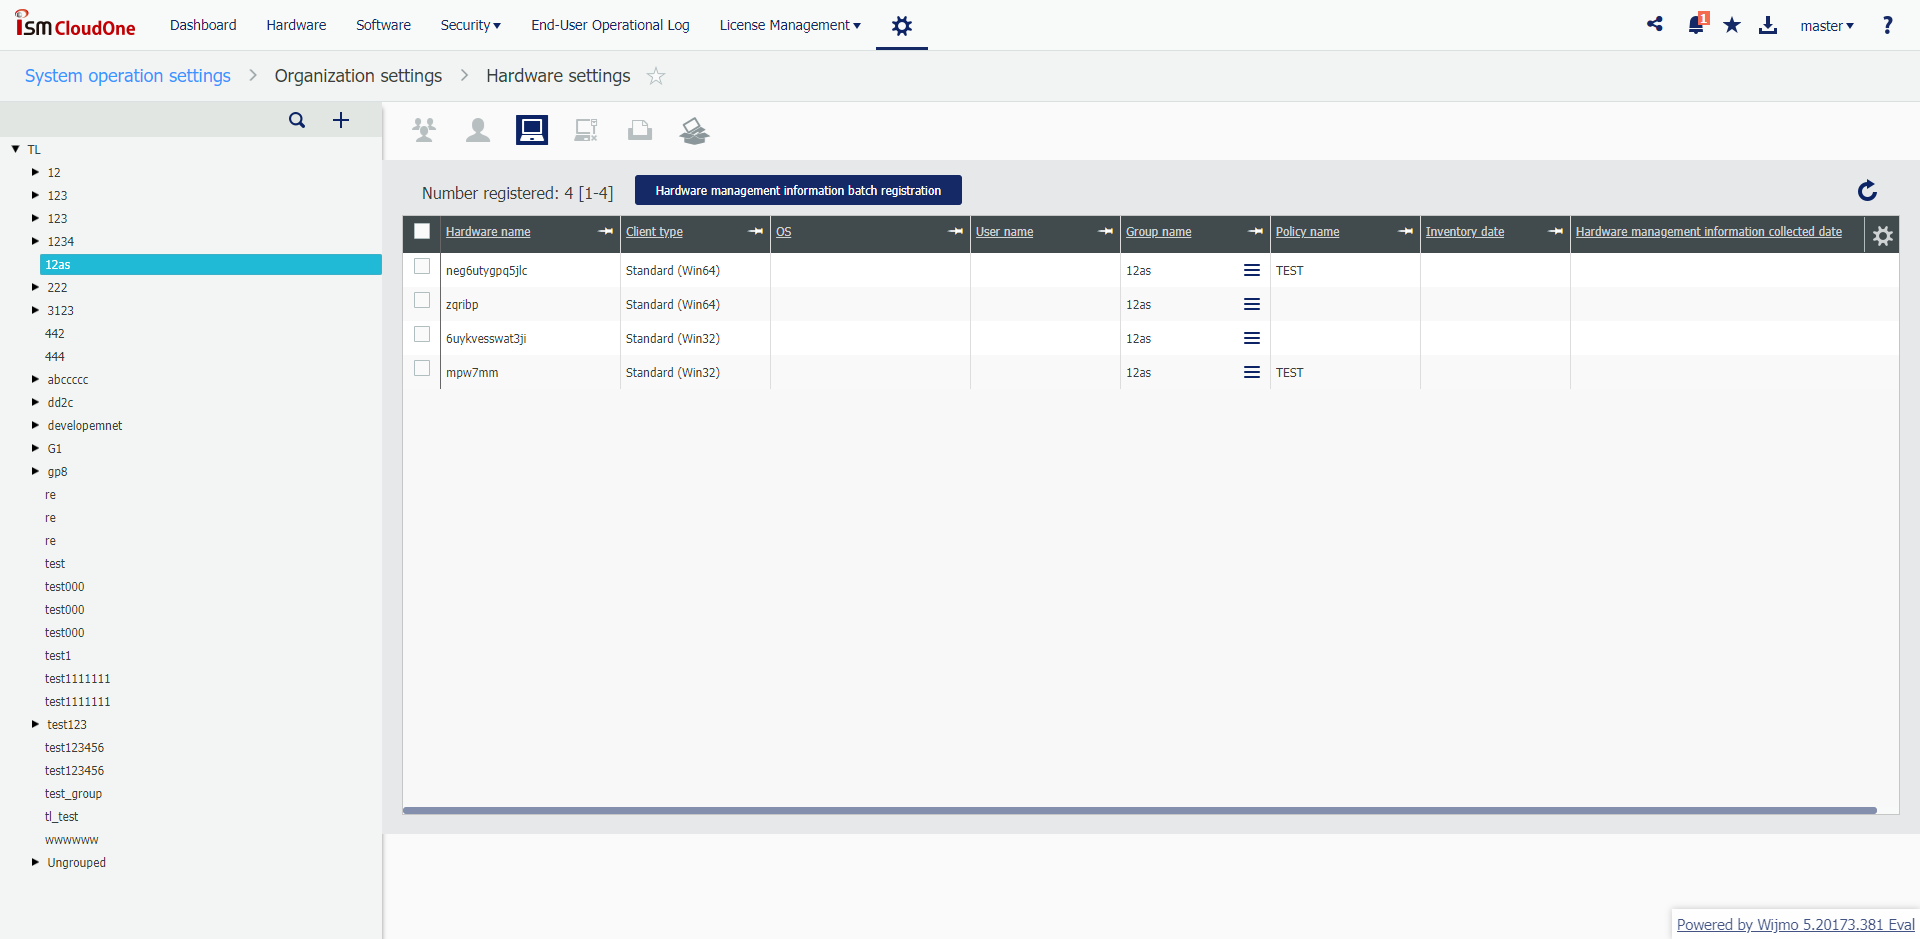 iSM CloudOne
Dashboard Hardware Software Security End-User Operational Log License Management 1 master ?
System operation settings > Organization settings > Hardware settings
TL
12
123
123
1234
12as
222
3123
442
444
abccccc
dd2c
developemnet
G1
gp8
re
re
re
test
test000
test000
test000
test1
test1111111
test1111111
test123
test123456
test123456
test_group
tl_test
wwwwww
Ungrouped
Number registered: 4 [1-4] Hardware management information batch registration
Hardware name Client type OS User name Group name Policy name Inventory date Hardware management information collected date
neg6utygpq5jlc Standard (Win64) 12as TEST
zqribp Standard (Win64) 12as
6uykvesswat3ji Standard (Win32) 12as
mpw7mm Standard (Win32) 12as TEST
Powered by Wijmo 5.20173.381 Eval